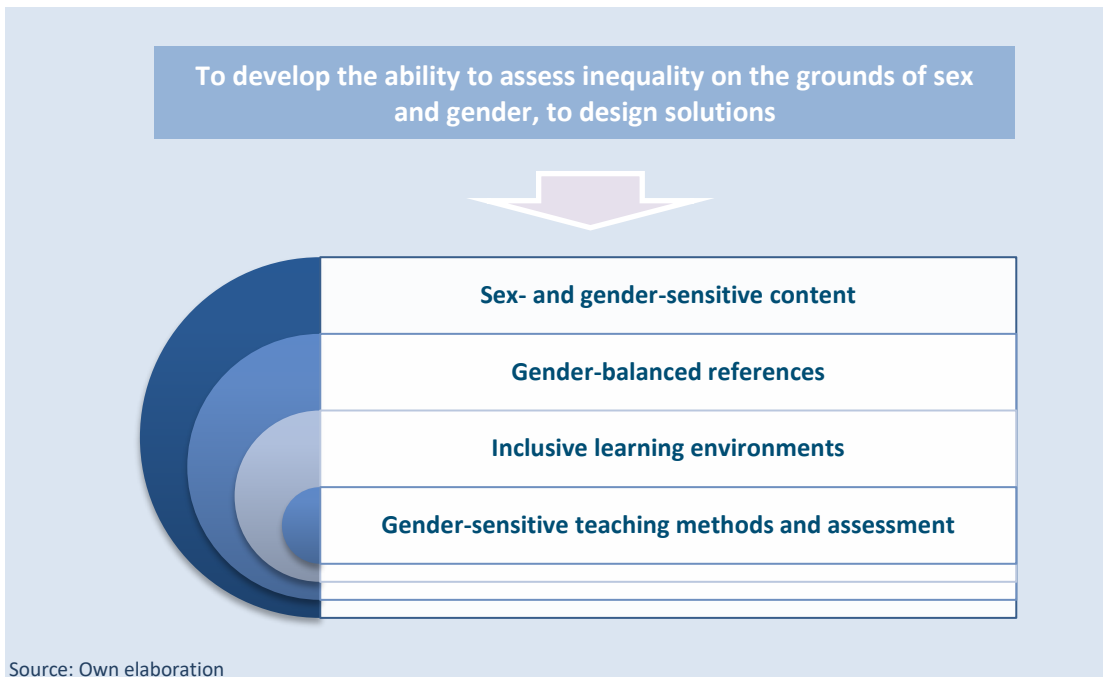 To develop the ability to assess inequality on the grounds of sex
and gender, to design solutions
Sex- and gender-sensitive content
Gender-balanced references
Inclusive learning environments
Gender-sensitive teaching methods and assessment
Source: Own elaboration